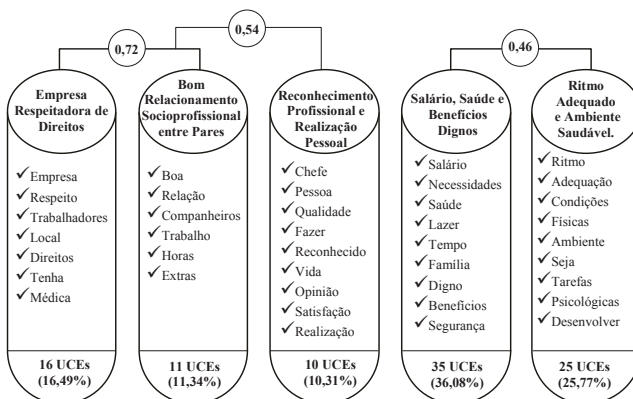 0,72
0,54
0,46
Empresa
Respeitadora de
Direitos
✓Empresa
✓Respeito
✓Trabalhadores
✓Local
✓Direitos
✓Tenha
✓Médica
16 UCEs
(16,49%)
Bom
Relacionamento
Socioprofissional
entre Pares
✓Boa
✓Relação
✓Companheiros
✓Trabalho
✓Horas
✓Extras
11 UCEs
(11,34%)
Reconhecimento
Profissional e
Realização
Pessoal
✓Chefe
✓Pessoa
✓Qualidade
✓Fazer
✓Reconhecido
✓Vida
✓Opinião
✓Satisfação
✓Realização
10 UCEs
(10,31%)
Salário, Saúde e
Benefícios
Dignos
✓Salário
✓Necessidades
✓Saúde
✓Lazer
✓Tempo
✓Família
✓Digno
✓Benefícios
✓Segurança
35 UCEs
(36,08%)
Ritmo
Adequado
e Ambiente
Saudável.
✓Ritmo
✓Adequação
✓Condições
✓Físicas
✓Ambiente
✓Seja
✓Tarefas
✓Psicológicas
✓Desenvolver
25 UCEs
(25,77%)